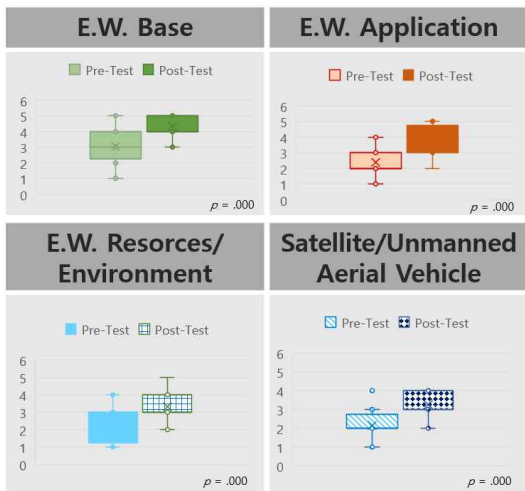 E.W. Base
Pre-Test Post-Test
6
5
4
3
2
1
0
p = .000
E.W. Application
Pre-Test Post-Test
6
5
4
3
2
1
0
p = .000
E.W. Resorces/
Environment
Pre-Test Post-Test
6
5
4
3
2
1
0
p = .000
Satellite/Unmanned
Aerial Vehicle
Pre-Test Post-Test
6
5
4
3
2
1
0
p = .000